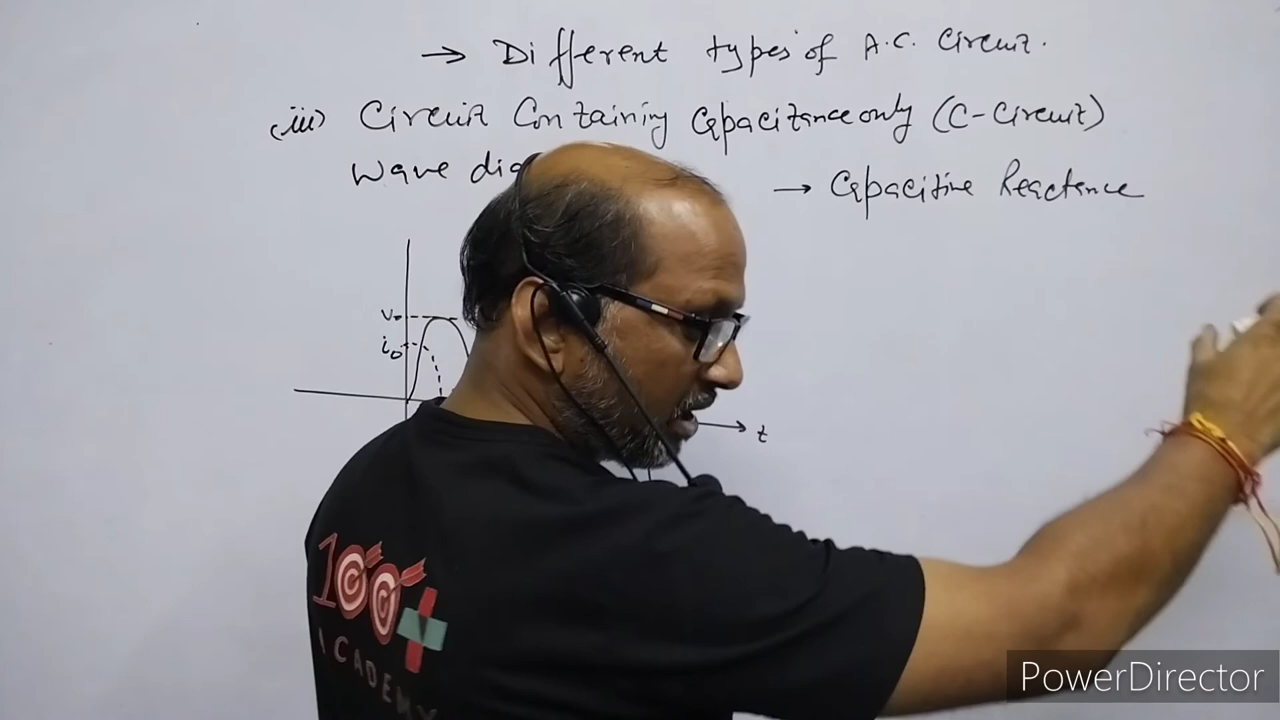 → Different types of A.C. Circuit.
(iii) Circuit Containing Capacitance only (C-Circuit)
Wave dia
→ Capacitive Reactance
V₀
i₀
t
100+
ACADEMY
PowerDirector